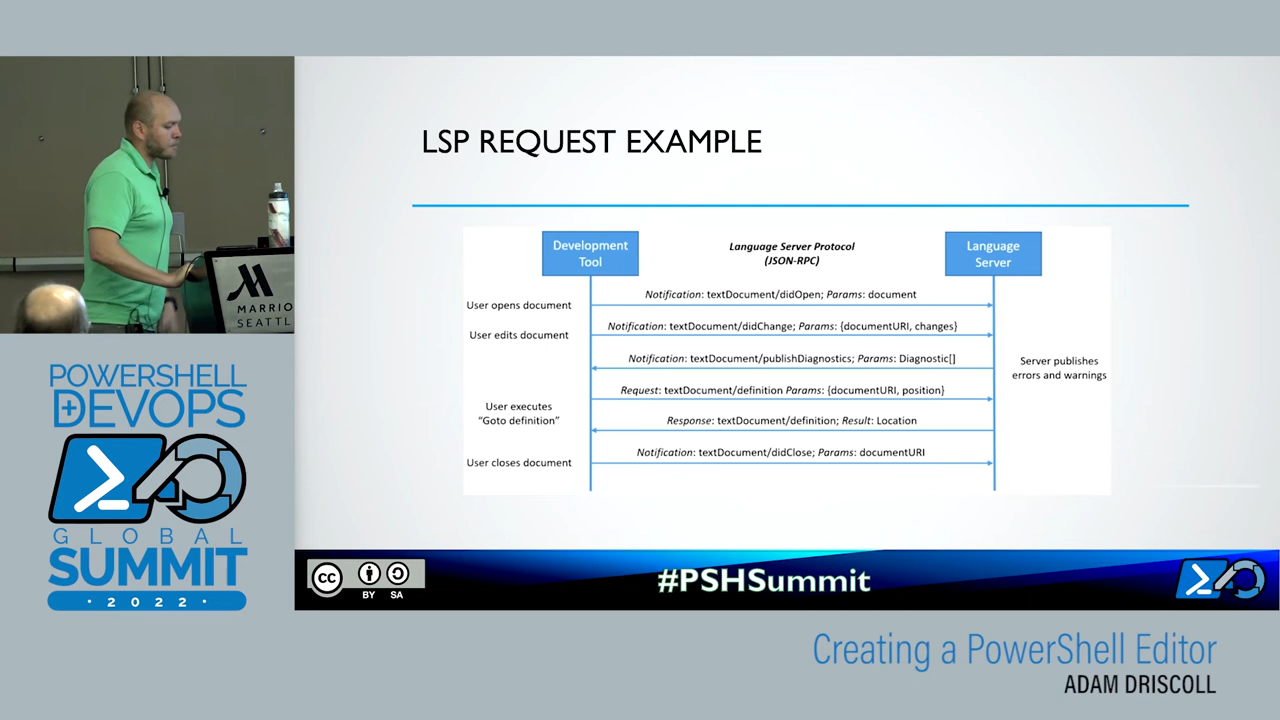 LSP REQUEST EXAMPLE
Development
Tool
Language Server Protocol
(JSON-RPC)
Language
Server
User opens document
Notification: textDocument/didOpen; Params: document
User edits document
Notification: textDocument/didChange; Params: {documentURI, changes}
Notification: textDocument/publishDiagnostics; Params: Diagnostic[]
Server publishes
errors and warnings
Request: textDocument/definition Params: {documentURI, position}
User executes
“Goto definition”
Response: textDocument/definition; Result: Location
Notification: textDocument/didClose; Params: documentURI
User closes document
MARRIO
SEATTL
POWERSHELL
DEVOPS
GLOBAL
SUMMIT
· 2022 ·
CC
BY SA
#PSHSummit
Creating a PowerShell Editor
ADAM DRISCOLL